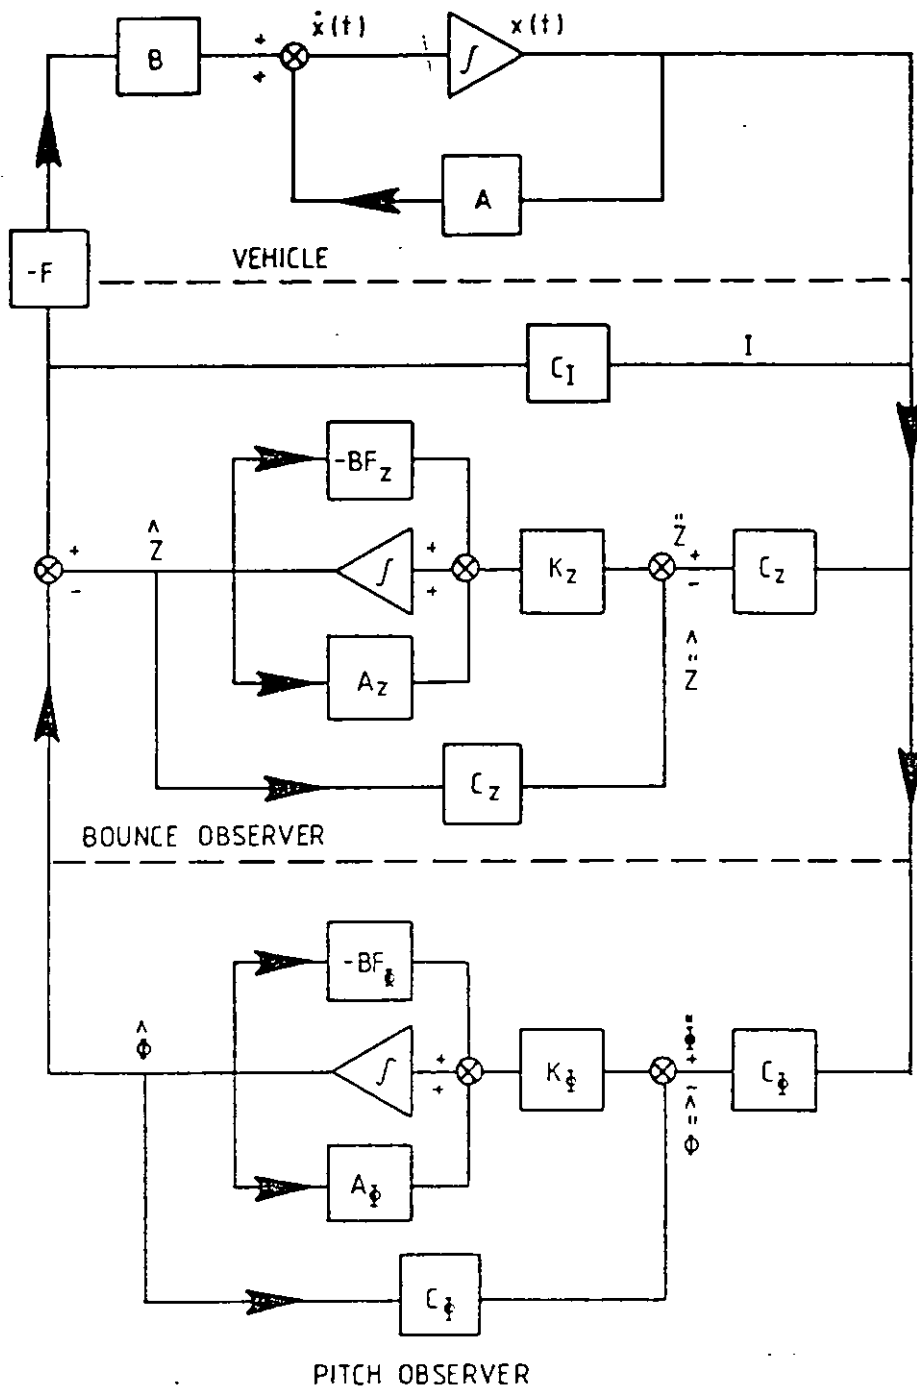 ẋ(t)
x(t)
B
+
+
∫
A
-F
VEHICLE
C_I
I
-BF_Z
Ẑ
+
-
∫
+
+
K_Z
Z̈
+
-
C_Z
A_Z
Z̈̂
C_Z
BOUNCE OBSERVER
-BF_Φ
Φ̂
∫
+
+
K_Φ
Φ̈
+
-
C_Φ
Φ̈̂
A_Φ
C_Φ
PITCH OBSERVER